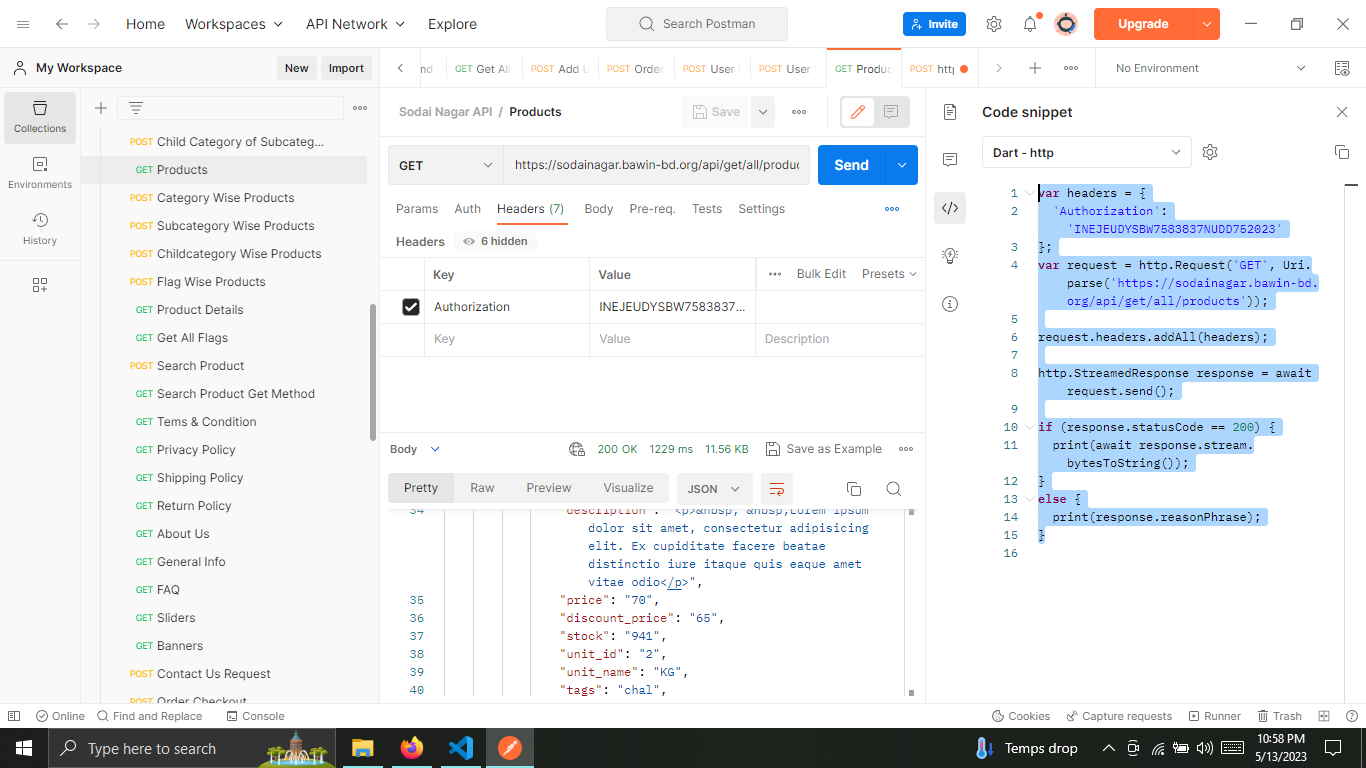 Home
Workspaces
API Network
Explore
Search Postman
Invite
Upgrade
My Workspace
New
Import
nd
GET Get All
POST Add U
POST Order
POST User
POST User
GET Produc
POST http
No Environment
Collections
Environments
History
POST Child Category of Subcateg...
GET Products
POST Category Wise Products
POST Subcategory Wise Products
POST Childcategory Wise Products
POST Flag Wise Products
GET Product Details
GET Get All Flags
POST Search Product
GET Search Product Get Method
GET Tems & Condition
GET Privacy Policy
GET Shipping Policy
GET Return Policy
GET About Us
GET General Info
GET FAQ
GET Sliders
GET Banners
POST Contact Us Request
POST Order Checkout
Sodai Nagar API / Products
Save
GET
https://sodainagar.bawin-bd.org/api/get/all/produc
Send
Params
Auth
Headers (7)
Body
Pre-req.
Tests
Settings
Headers
6 hidden
Key
Value
Bulk Edit
Presets
Authorization
INEJEUDYSBW7583837...
Key
Value
Description
Body
200 OK
1229 ms
11.56 KB
Save as Example
Pretty
Raw
Preview
Visualize
JSON
34 "description": "<p>&nbsp; &nbsp;Lorem ipsum
dolor sit amet, consectetur adipisicing
elit. Ex cupiditate facere beatae
distinctio iure itaque quis eaque amet
vitae odio</p>",
35 "price": "70",
36 "discount_price": "65",
37 "stock": "941",
38 "unit_id": "2",
39 "unit_name": "KG",
40 "tags": "chal",
Code snippet
Dart - http
1 var headers = {
2 'Authorization':
'INEJEUDYSBW7583837NUDD752023'
3 };
4 var request = http.Request('GET', Uri.
parse('https://sodainagar.bawin-bd.
org/api/get/all/products'));
5
6 request.headers.addAll(headers);
7
8 http.StreamedResponse response = await
request.send();
9
10 if (response.statusCode == 200) {
11 print(await response.stream.
bytesToString());
12 }
13 else {
14 print(response.reasonPhrase);
15 }
16
Online
Find and Replace
Console
Cookies
Capture requests
Runner
Trash
Type here to search
Temps drop
10:58 PM
5/13/2023